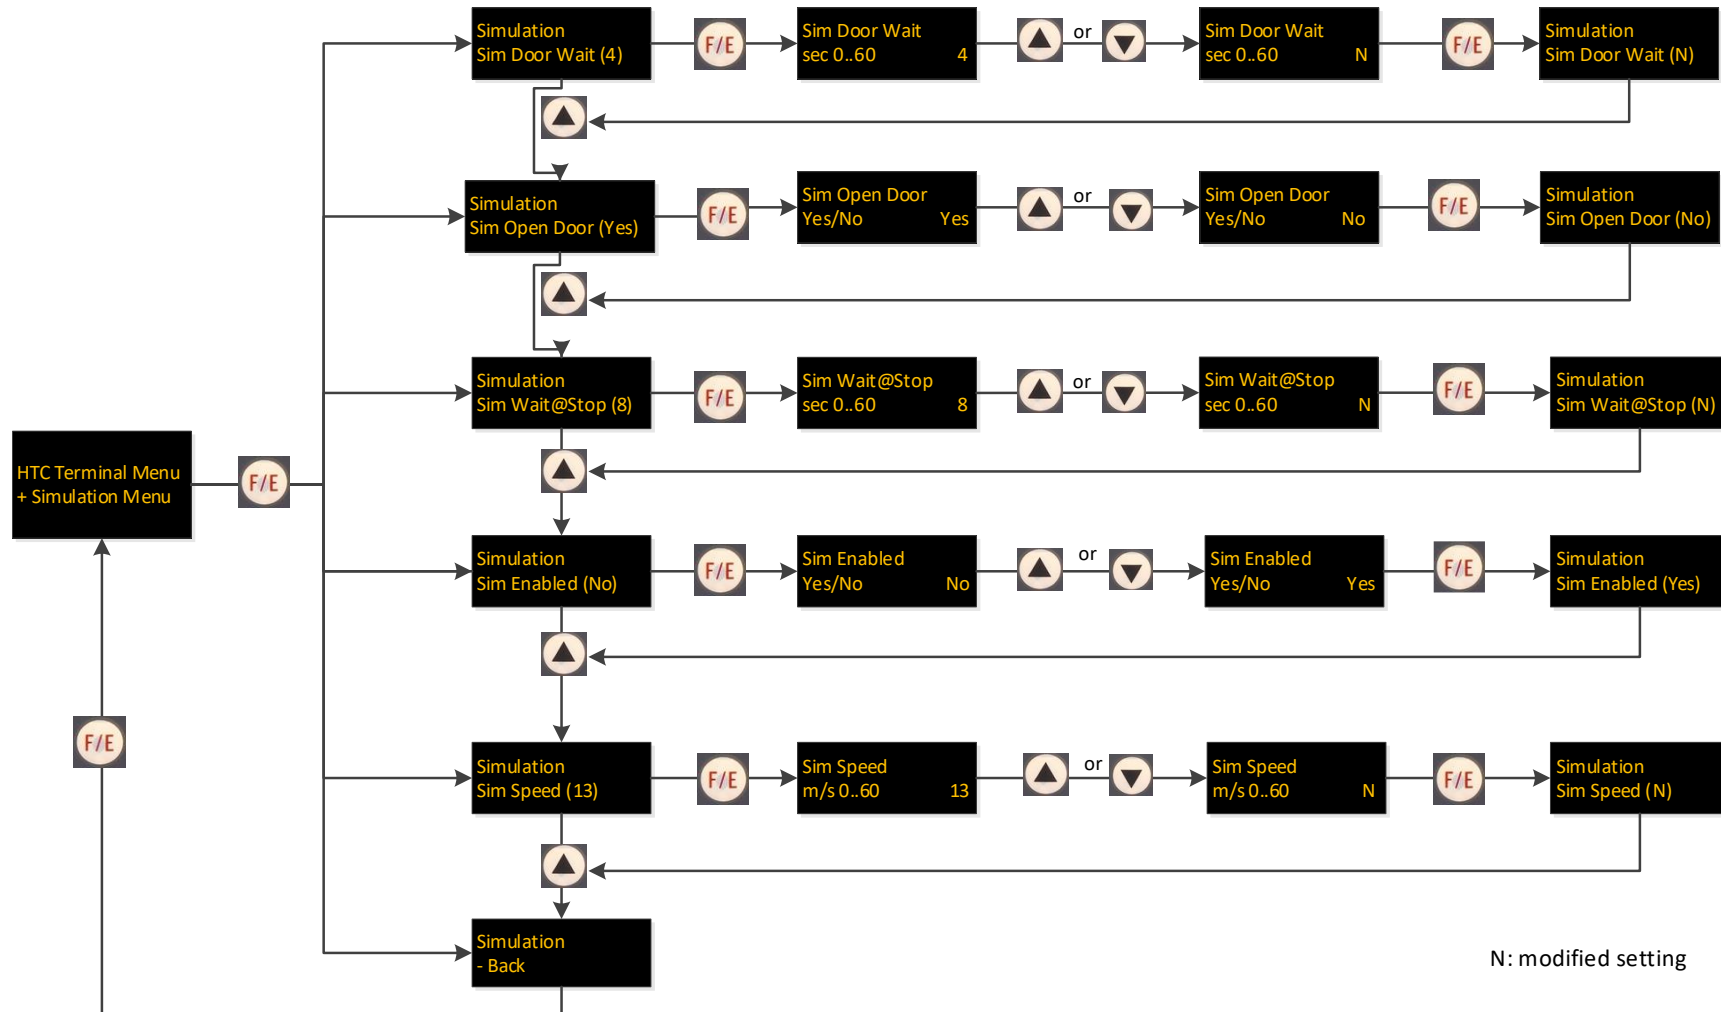 Simulation
Sim Door Wait (4)
F/E
Sim Door Wait
sec 0..60 4
or
Sim Door Wait
sec 0..60 N
F/E
Simulation
Sim Door Wait (N)
Simulation
Sim Open Door (Yes)
F/E
Sim Open Door
Yes/No Yes
or
Sim Open Door
Yes/No No
F/E
Simulation
Sim Open Door (No)
Simulation
Sim Wait@Stop (8)
F/E
Sim Wait@Stop
sec 0..60 8
or
Sim Wait@Stop
sec 0..60 N
F/E
Simulation
Sim Wait@Stop (N)
HTC Terminal Menu
+ Simulation Menu
F/E
Simulation
Sim Enabled (No)
F/E
Sim Enabled
Yes/No No
or
Sim Enabled
Yes/No Yes
F/E
Simulation
Sim Enabled (Yes)
F/E
Simulation
Sim Speed (13)
F/E
Sim Speed
m/s 0..60 13
or
Sim Speed
m/s 0..60 N
F/E
Simulation
Sim Speed (N)
Simulation
- Back
N: modified setting